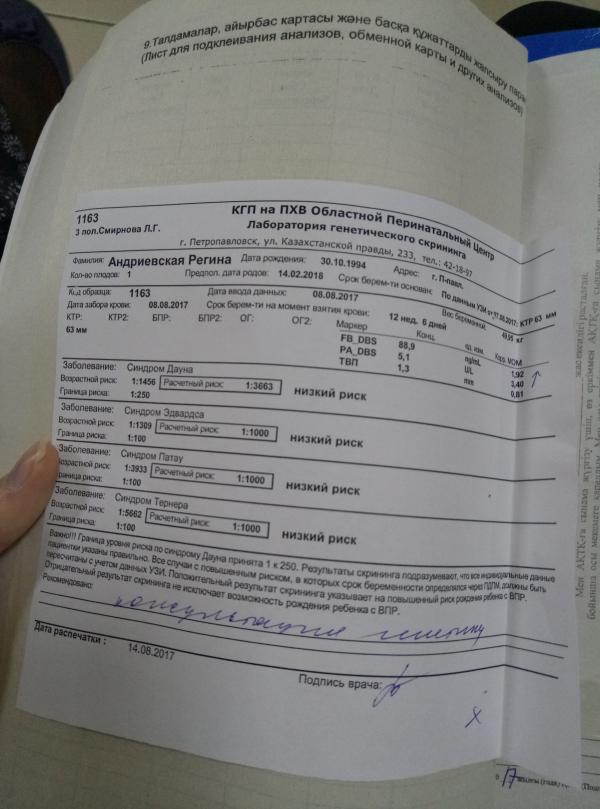 9.Талдамалар, айырбас картасы және басқа құжаттарды жапсыру
(Лист для подклеивания анализов, обменной карты и других анализов)
1163
3 пол.Смирнова Л.Г.
КГП на ПХВ Областной Перинатальный Центр
Лаборатория генетического скрининга
г. Петропавловск, ул. Казахстанской правды, 233, тел.: 42-18-97
Фамилия: Андриевская Регина Дата рождения: 30.10.1994 Адрес: г. П-павл.
Кол-во плодов: 1 Предпол. дата родов: 14.02.2018 Срок берем-ти основан: По данным УЗИ от 07.08.2017: КТР 63 мм
Код образца: 1163 Дата ввода данных: 08.08.2017 Вес беременной: кг
Дата забора крови: 08.08.2017 Срок берем-ти на момент взятия крови: 12 нед. 6 дней
КТР: КТР2: БПР: БПР2: ОГ: ОГ2: Маркер Конц. ед. изм. Корр. МОМ
63 мм FB_DBS 88,9 ng/mL 1,92
PA_DBS 5,1 U/L 3,40 ↑
ТВП 1,3 mm 0,81
Заболевание: Синдром Дауна
Возрастной риск: 1:1456 Расчетный риск: 1:3663 низкий риск
Граница риска: 1:250
Заболевание: Синдром Эдвардса
Возрастной риск: 1:1309 Расчетный риск: 1:1000 низкий риск
Граница риска: 1:100
Заболевание: Синдром Патау
Возрастной риск: 1:3933 Расчетный риск: 1:1000 низкий риск
Граница риска: 1:100
Заболевание: Синдром Тернера
Возрастной риск: 1:5662 Расчетный риск: 1:1000 низкий риск
Граница риска: 1:100
Важно!!! Граница уровня риска по синдрому Дауна принята 1 к 250. Результаты скрининга подразумевают, что все индивидуальные данные
пациентки указаны правильно. Все случаи с повышенным риском, в которых срок беременности определялся через ПДПМ, должны быть
пересчитаны с учетом данных УЗИ. Положительный результат скрининга указывает на повышенный риск рождения ребенка с ВПР.
Отрицательный результат скрининга не исключает возможность рождения ребенка с ВПР.
Рекомендовано:
консультация генетика
Дата распечатки : 14.08.2017
Подпись врача: